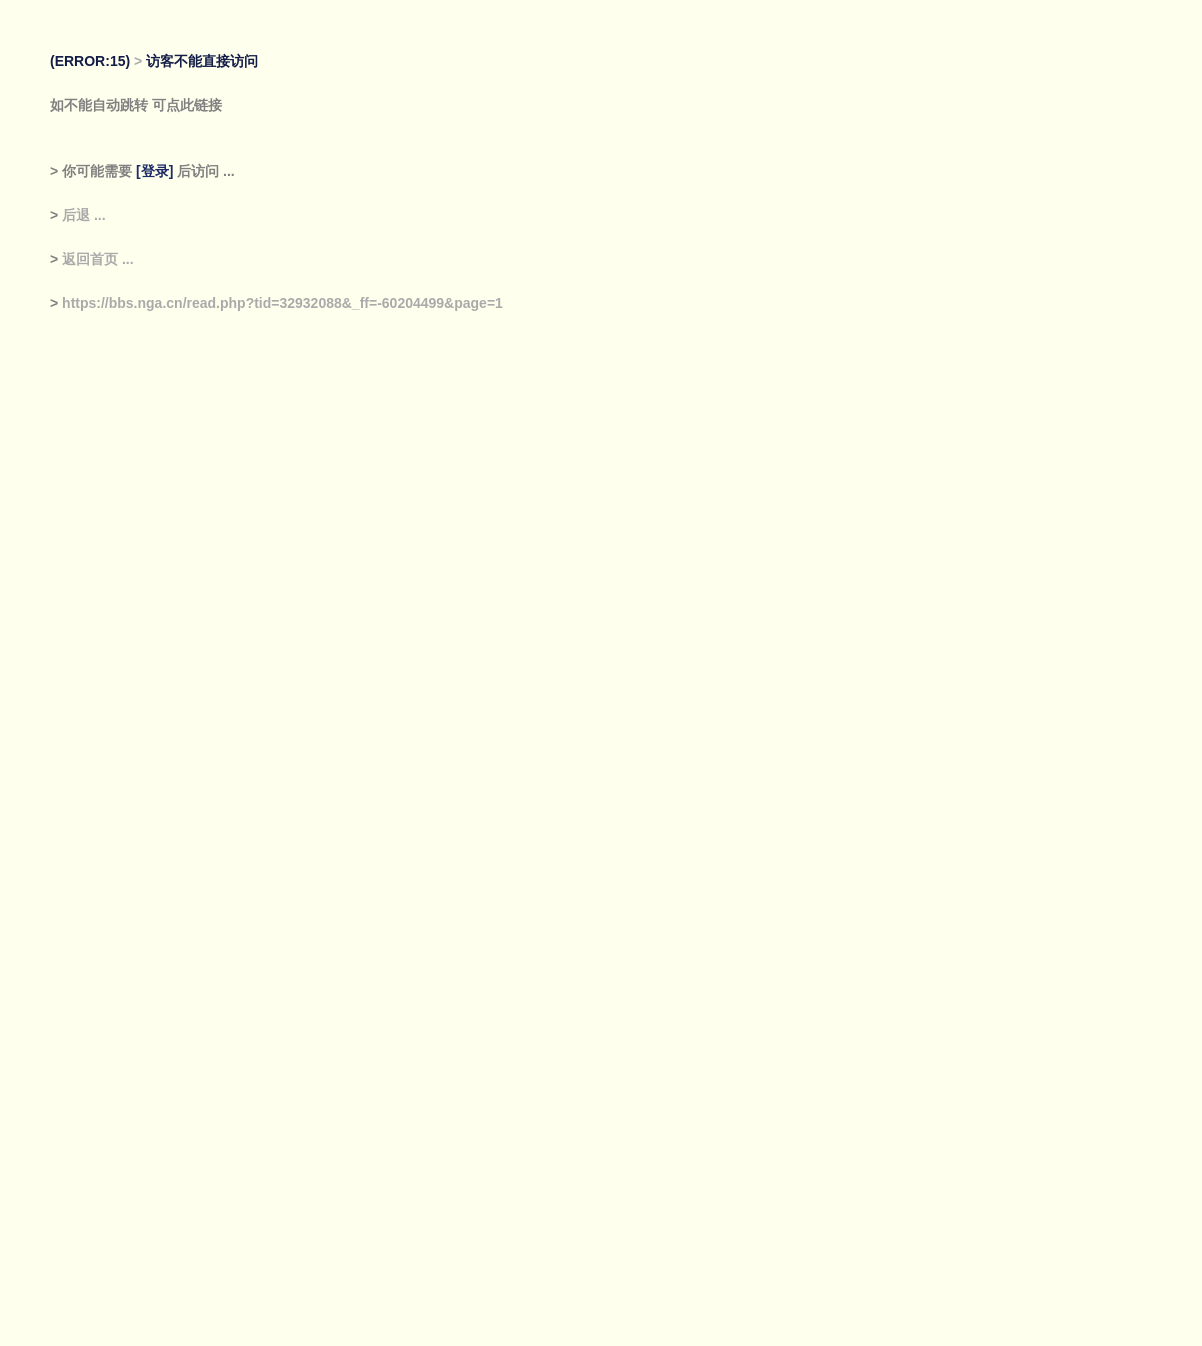 (ERROR:15) > 访客不能直接访问
如不能自动跳转 可点此链接
> 你可能需要 [登录] 后访问 ...
> 后退 ...
> 返回首页 ...
> https://bbs.nga.cn/read.php?tid=32932088&_ff=-60204499&page=1